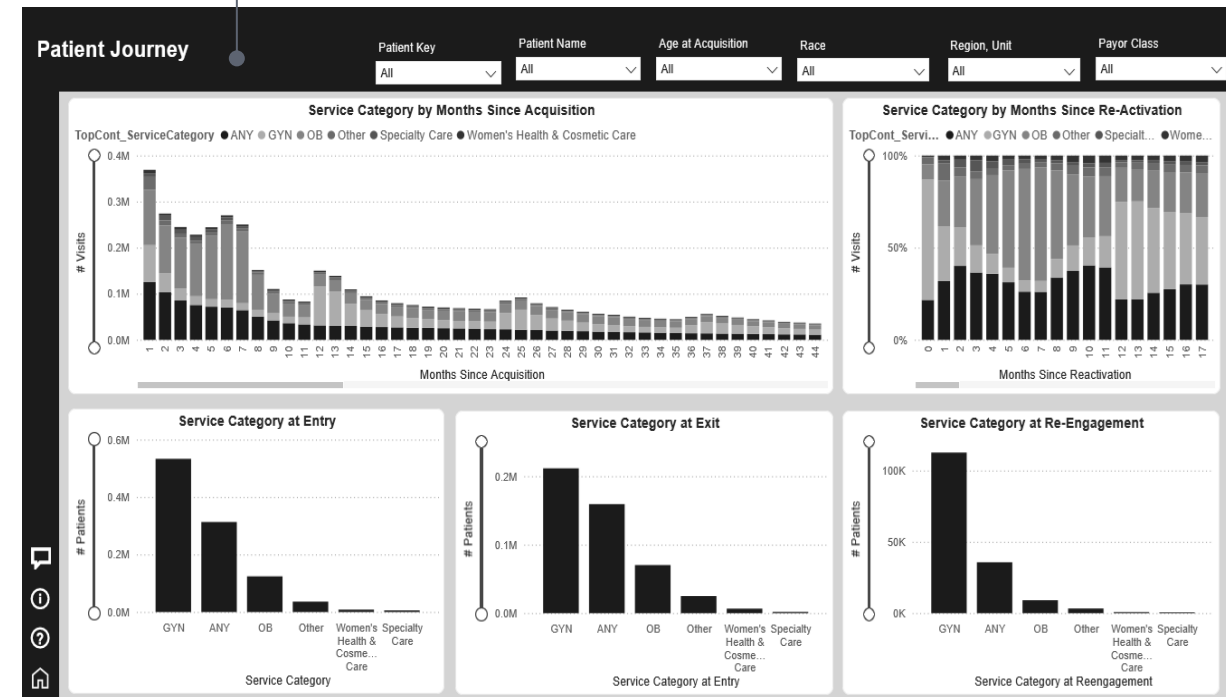 Patient Journey
Patient Key
Patient Name
Age at Acquisition
Race
Region, Unit
Payor Class
All
All
All
All
All
All
Service Category by Months Since Acquisition
TopCont_ServiceCategory ANY GYN OB Other Specialty Care Women's Health & Cosmetic Care
0.4M
0.3M
0.2M
0.1M
0.0M
# Visits
1 2 3 4 5 6 7 8 9 10 11 12 13 14 15 16 17 18 19 20 21 22 23 24 25 26 27 28 29 30 31 32 33 34 35 36 37 38 39 40 41 42 43 44
Months Since Acquisition
Service Category by Months Since Re-Activation
TopCont_Servi... ANY GYN OB Other Specialt... Wome...
100%
50%
0%
# Visits
0 1 2 3 4 5 6 7 8 9 10 11 12 13 14 15 16 17
Months Since Reactivation
Service Category at Entry
0.6M
0.4M
0.2M
0.0M
# Patients
GYN ANY OB Other Women's Specialty
Health & Care
Cosme...
Care
Service Category
Service Category at Exit
0.2M
0.1M
0.0M
# Patients
GYN ANY OB Other Women's Specialty
Health & Care
Cosme...
Care
Service Category at Entry
Service Category at Re-Engagement
100K
50K
0K
# Patients
GYN ANY OB Other Women's Specialty
Health & Care
Cosme...
Care
Service Category at Reengagement